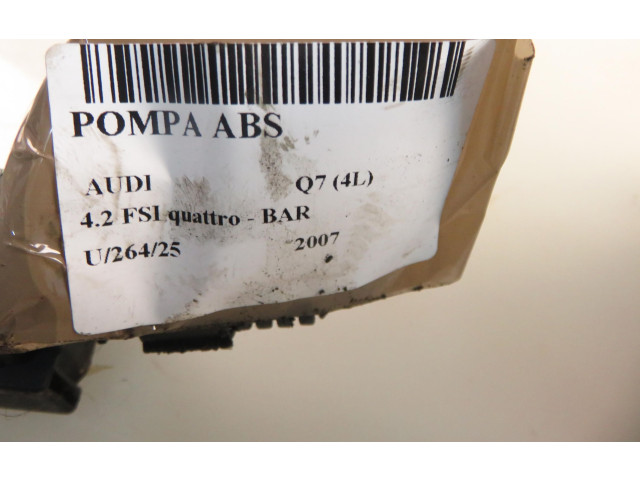 POMPA ABS
AUDI Q7 (4L)
4.2 FSI quattro - BAR
U/264/25 2007